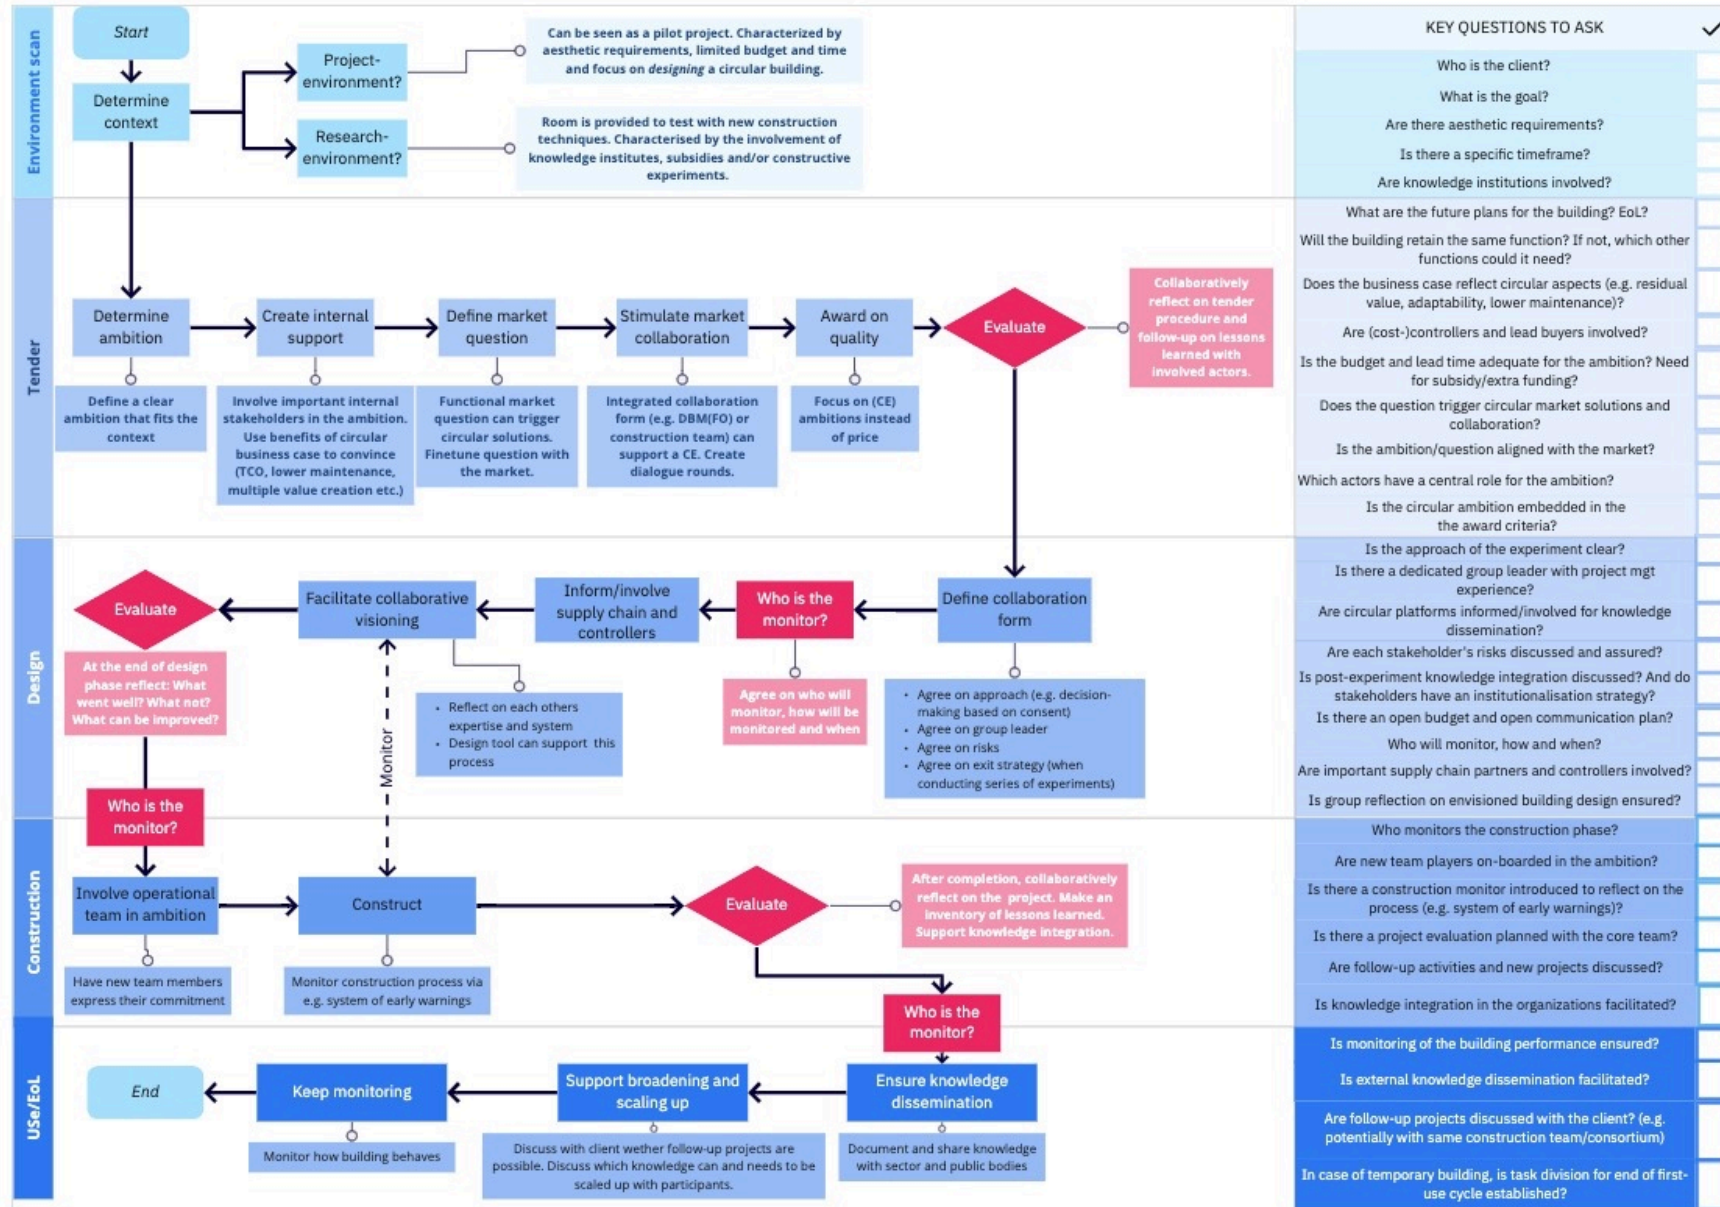 Environment scan
Start
Determine
context
Project-
environment?
Can be seen as a pilot project. Characterized by
aesthetic requirements, limited budget and time
and focus on designing a circular building.
Research-
environment?
Room is provided to test with new construction
techniques. Characterised by the involvement of
knowledge institutes, subsidies and/or constructive
experiments.
KEY QUESTIONS TO ASK
Who is the client?
What is the goal?
Are there aesthetic requirements?
Is there a specific timeframe?
Are knowledge institutions involved?
Tender
Determine
ambition
Define a clear
ambition that fits the
context
Create internal
support
Involve important internal
stakeholders in the ambition.
Use benefits of circular
business case to convince
(TCO, lower maintenance,
multiple value creation etc.)
Define market
question
Functional market
question can trigger
circular solutions.
Finetune question with
the market.
Stimulate market
collaboration
Integrated collaboration
form (e.g. DBM(FO) or
construction team) can
support a CE. Create
dialogue rounds.
Award on
quality
Focus on (CE)
ambitions instead
of price
Evaluate
Collaboratively
reflect on tender
procedure and
follow-up on lessons
learned with
involved actors.
What are the future plans for the building? EoL?
Will the building retain the same function? If not, which other
functions could it need?
Does the business case reflect circular aspects (e.g. residual
value, adaptability, lower maintenance)?
Are (cost-)controllers and lead buyers involved?
Is the budget and lead time adequate for the ambition? Need
for subsidy/extra funding?
Does the question trigger circular market solutions and
collaboration?
Is the ambition/question aligned with the market?
Which actors have a central role for the ambition?
Is the circular ambition embedded in the
the award criteria?
Design
Evaluate
At the end of design
phase reflect: What
went well? What not?
What can be improved?
Who is the
monitor?
Facilitate collaborative
visioning
• Reflect on each others
expertise and system
• Design tool can support this
process
Monitor
Inform/involve
supply chain and
controllers
Who is the
monitor?
Agree on who will
monitor, how will be
monitored and when
Define collaboration
form
• Agree on approach (e.g. decision-
making based on consent)
• Agree on group leader
• Agree on risks
• Agree on exit strategy (when
conducting series of experiments)
Is the approach of the experiment clear?
Is there a dedicated group leader with project mgt
experience?
Are circular platforms informed/involved for knowledge
dissemination?
Are each stakeholder's risks discussed and assured?
Is post-experiment knowledge integration discussed? And do
stakeholders have an institutionalisation strategy?
Is there an open budget and open communication plan?
Who will monitor, how and when?
Are important supply chain partners and controllers involved?
Is group reflection on envisioned building design ensured?
Construction
Involve operational
team in ambition
Have new team members
express their commitment
Construct
Monitor construction process via
e.g. system of early warnings
Evaluate
After completion, collaboratively
reflect on the project. Make an
inventory of lessons learned.
Support knowledge integration.
Who is the
monitor?
Who monitors the construction phase?
Are new team players on-boarded in the ambition?
Is there a construction monitor introduced to reflect on the
process (e.g. system of early warnings)?
Is there a project evaluation planned with the core team?
Are follow-up activities and new projects discussed?
Is knowledge integration in the organizations facilitated?
USe/EoL
End
Keep monitoring
Monitor how building behaves
Support broadening and
scaling up
Discuss with client wether follow-up projects are
possible. Discuss which knowledge can and needs to be
scaled up with participants.
Ensure knowledge
dissemination
Document and share knowledge
with sector and public bodies
Is monitoring of the building performance ensured?
Is external knowledge dissemination facilitated?
Are follow-up projects discussed with the client? (e.g.
potentially with same construction team/consortium)
In case of temporary building, is task division for end of first-
use cycle established?